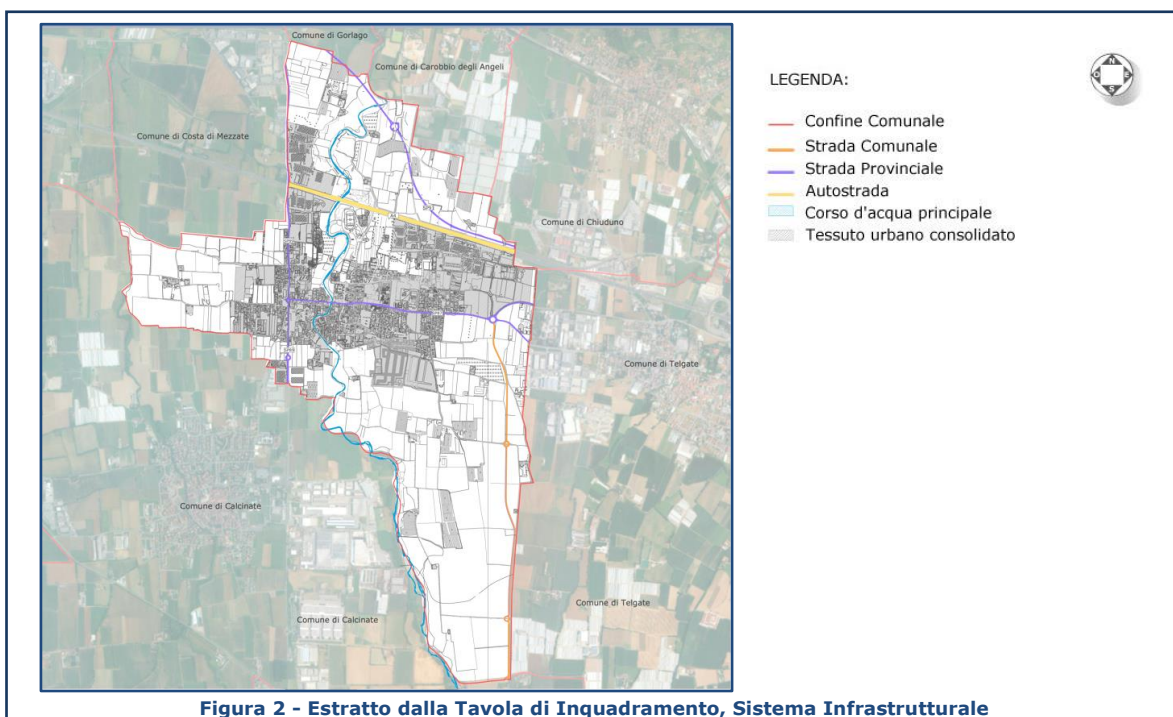 Comune di Gorlago
Comune di Carobbio degli Angeli
Comune di Costa di Mezzate
Comune di Chiuduno
Comune di Telgate
Comune di Calcinate
Comune di Calcinate
Comune di Telgate
LEGENDA:
Confine Comunale
Strada Comunale
Strada Provinciale
Autostrada
Corso d'acqua principale
Tessuto urbano consolidato
N
O
E
S
Figura 2 - Estratto dalla Tavola di Inquadramento, Sistema Infrastrutturale